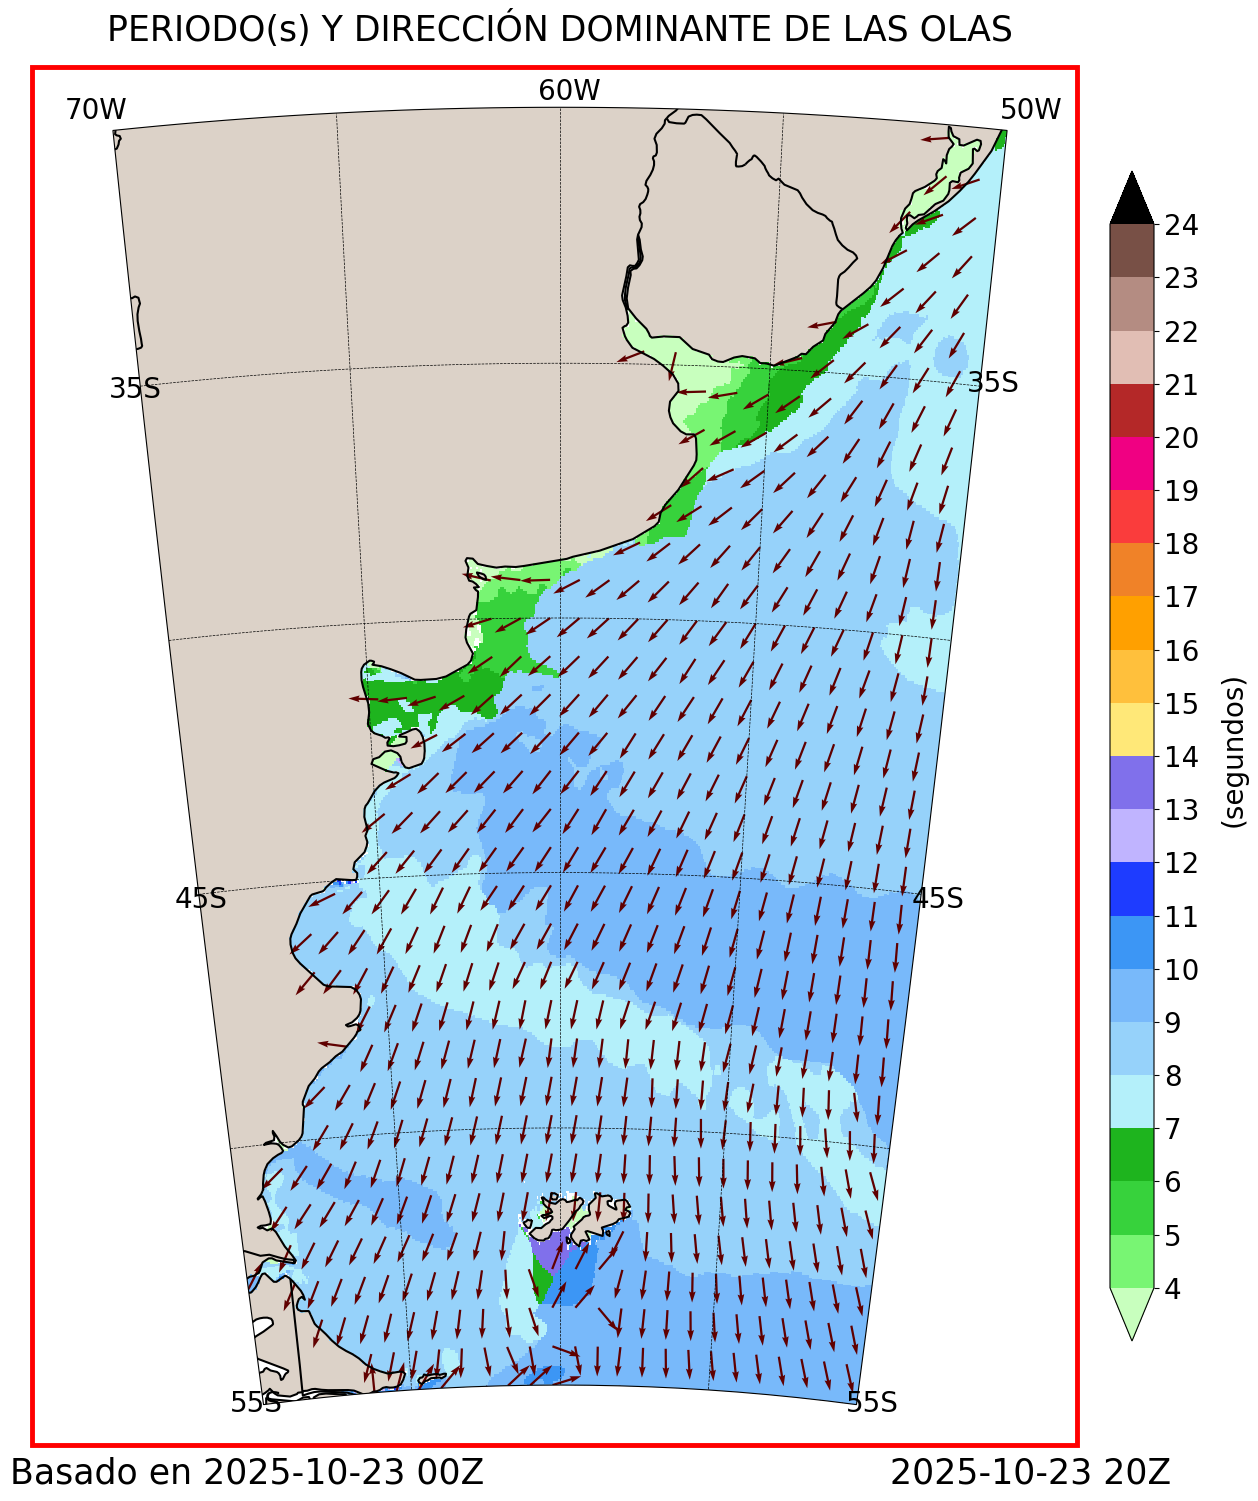 PERIODO(s) Y DIRECCIÓN DOMINANTE DE LAS OLAS
70W
60W
50W
35S
35S
45S
45S
55S
55S
24
23
22
21
20
19
18
17
16
15
14
13
12
11
10
9
8
7
6
5
4
(segundos)
Basado en 2025-10-23 00Z
2025-10-23 20Z